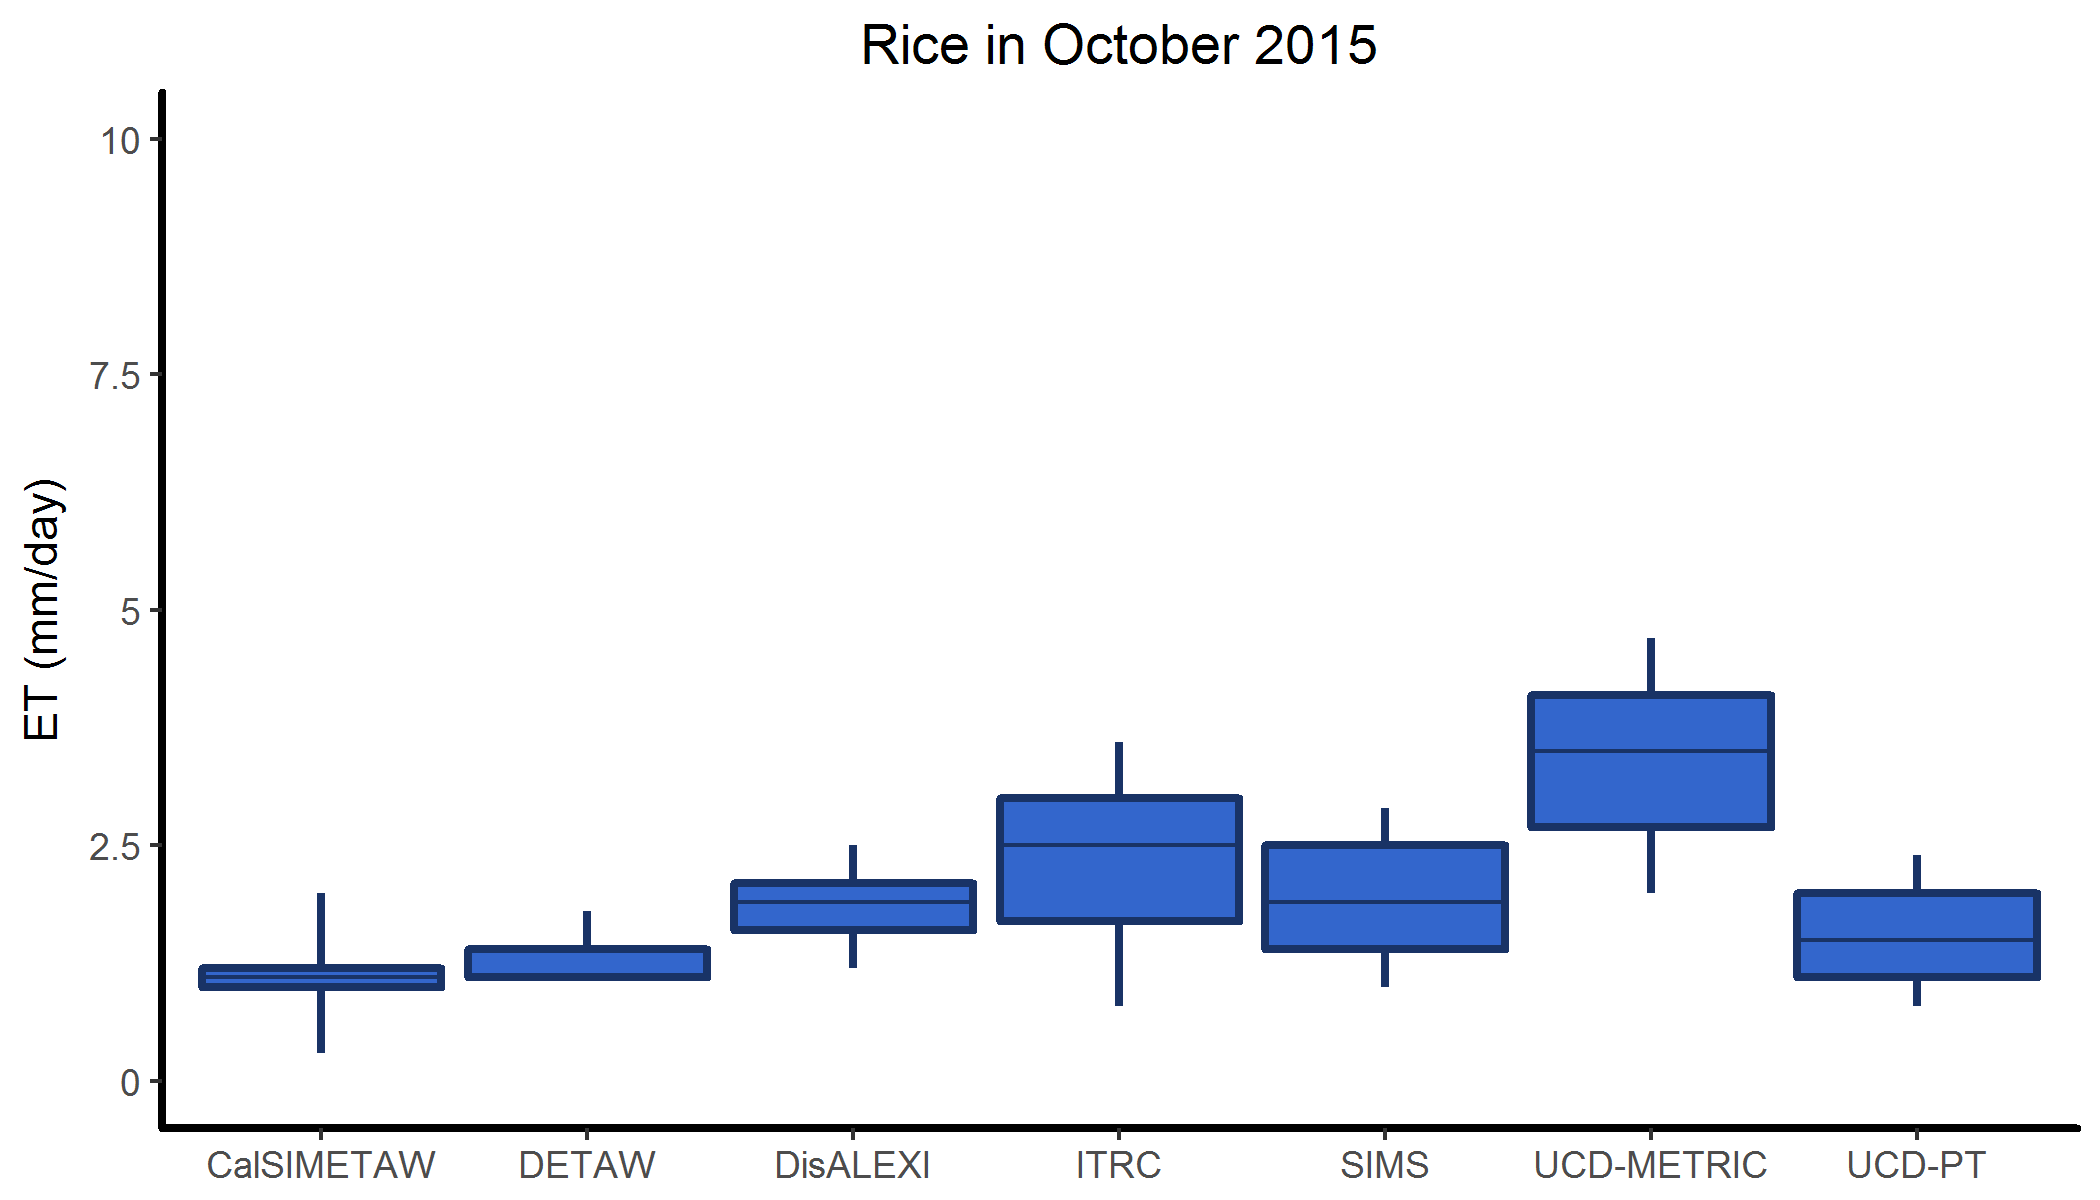 Rice in October 2015
ET (mm/day)
10
7.5
5
2.5
0
CalSIMETAW DETAW DisALEXI ITRC SIMS UCD-METRIC UCD-PT